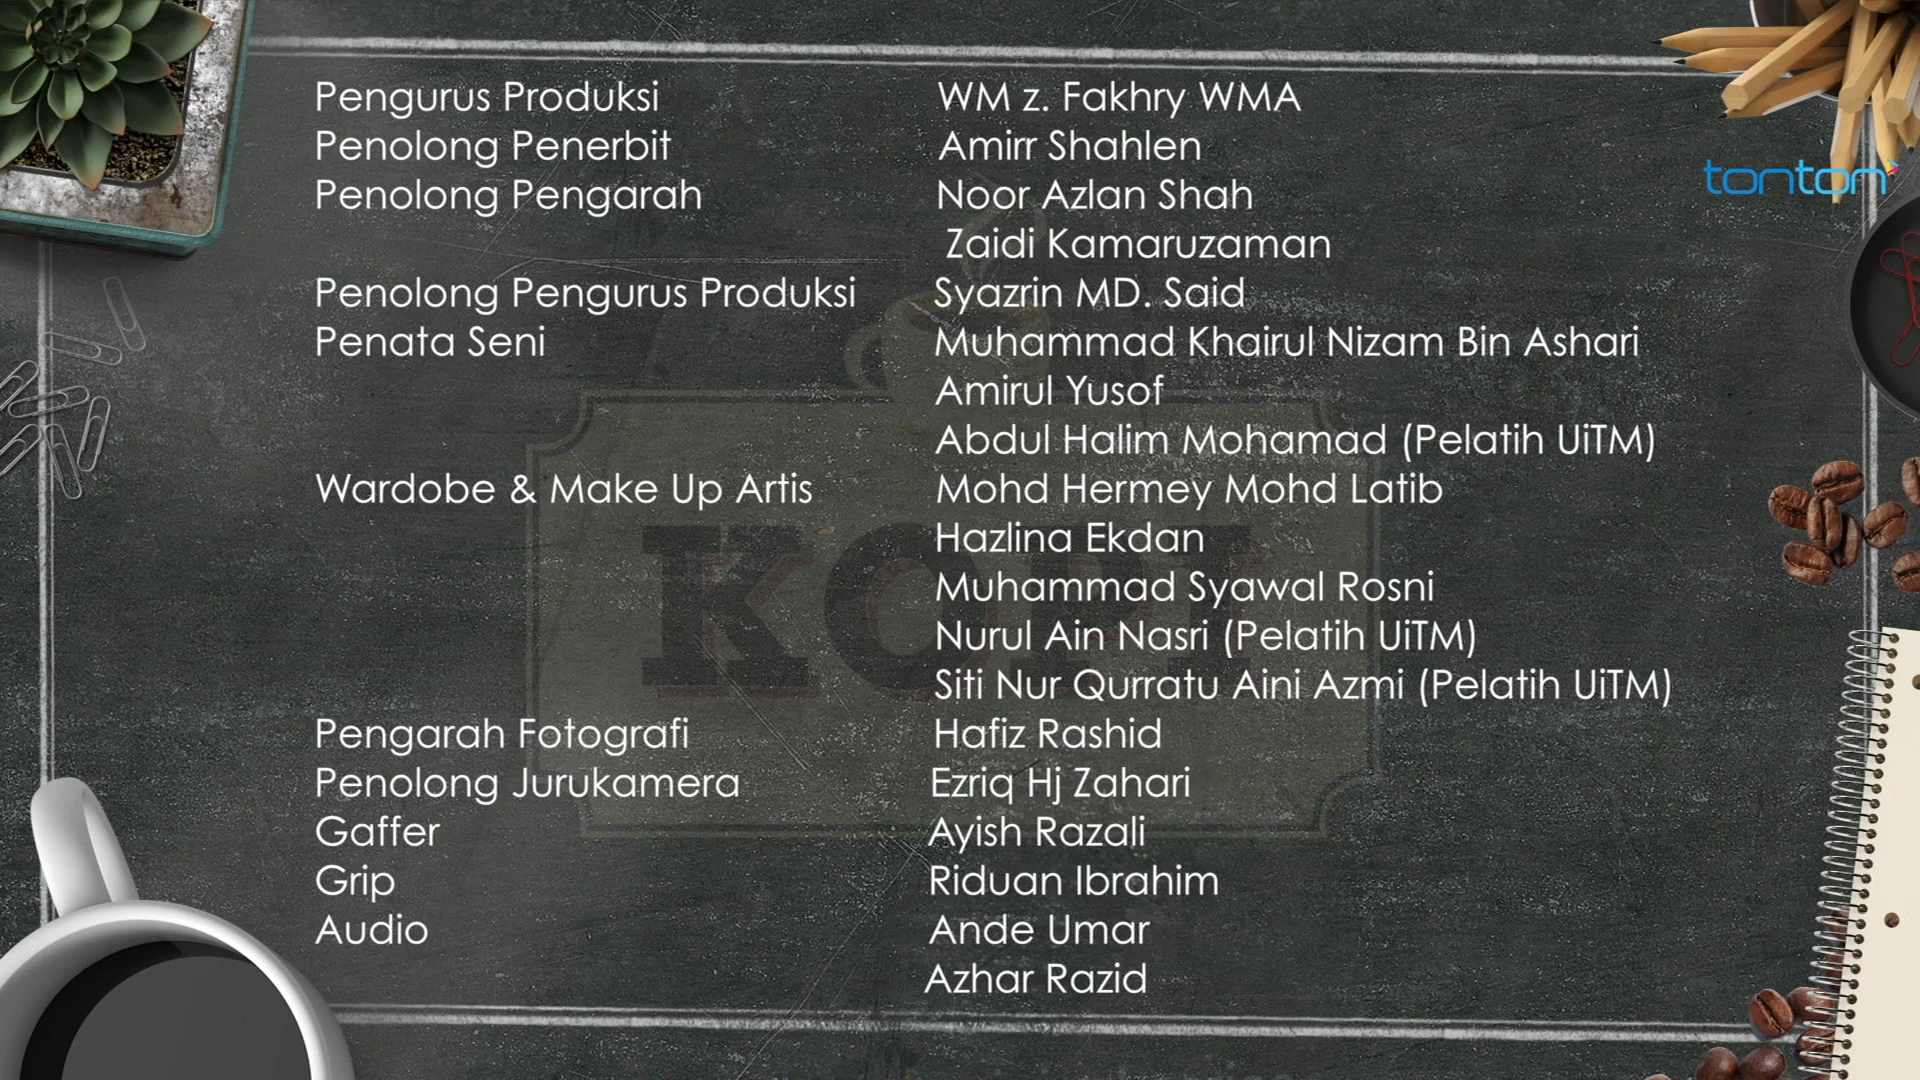 Pengurus Produksi WM z. Fakhry WMA
Penolong Penerbit Amirr Shahlen
Penolong Pengarah Noor Azlan Shah
Zaidi Kamaruzaman
Penolong Pengurus Produksi Syazrin MD. Said
Penata Seni Muhammad Khairul Nizam Bin Ashari
Amirul Yusof
Abdul Halim Mohamad (Pelatih UiTM)
Wardobe & Make Up Artis Mohd Hermey Mohd Latib
Hazlina Ekdan
Muhammad Syawal Rosni
Nurul Ain Nasri (Pelatih UiTM)
Siti Nur Qurratu Aini Azmi (Pelatih UiTM)
Pengarah Fotografi Hafiz Rashid
Penolong Jurukamera Ezriq Hj Zahari
Gaffer Ayish Razali
Grip Riduan Ibrahim
Audio Ande Umar
Azhar Razid
tonton
KOPI